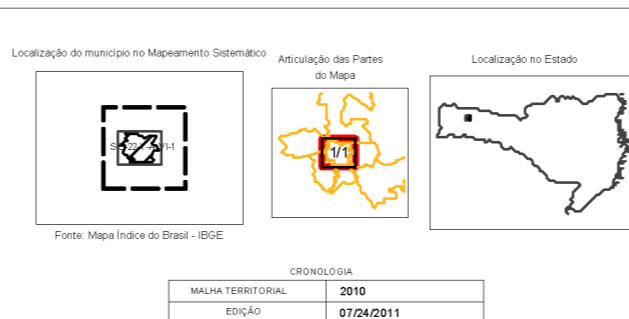 Localização do município no Mapeamento Sistemático
Articulação das Partes
do Mapa
Localização no Estado
1/1
Fonte: Mapa Índice do Brasil - IBGE
CRONOLOGIA
MALHA TERRITORIAL 2010
EDIÇÃO 07/24/2011